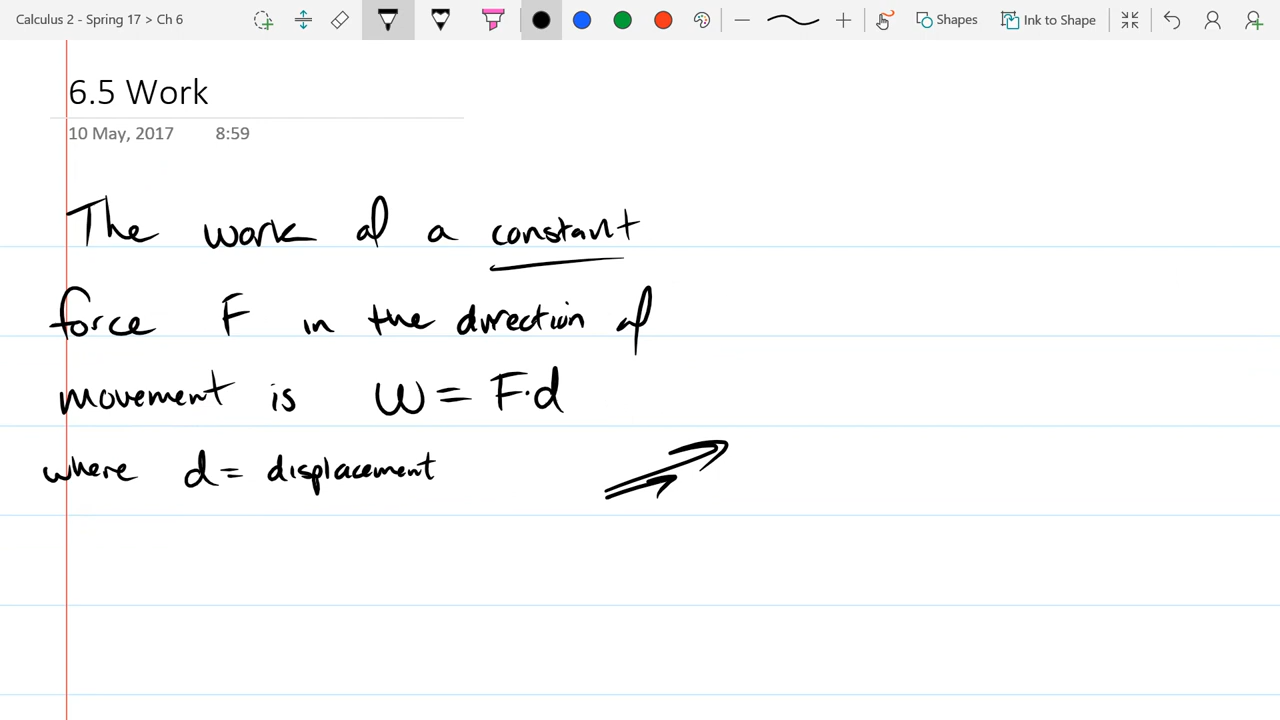 Calculus 2 - Spring 17 > Ch 6
Shapes
Ink to Shape
6.5 Work
10 May, 2017 8:59
The work of a constant
force F in the direction of
movement is W = F·d
where d = displacement